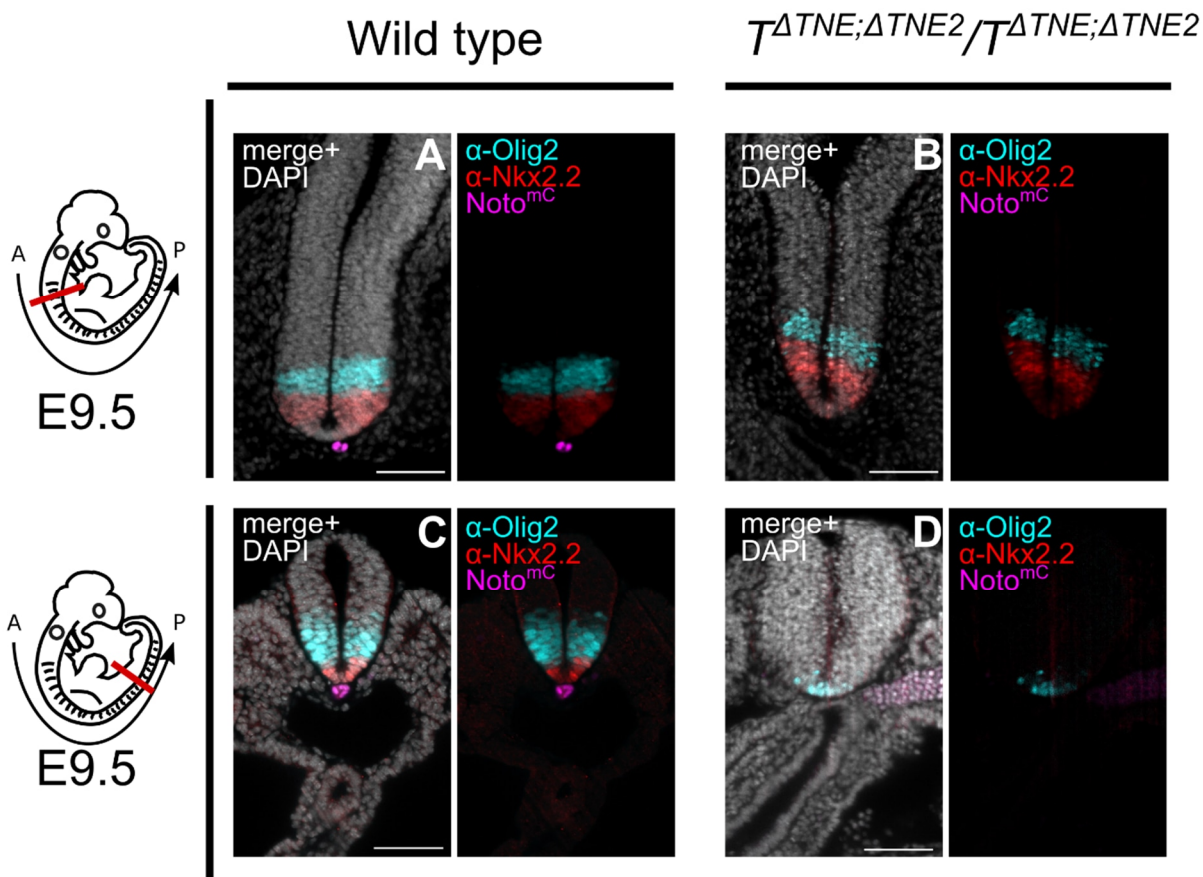 Wild type
T^ΔTNE;ΔTNE2/T^ΔTNE;ΔTNE2
A
P
E9.5
merge+
DAPI
A
α-Olig2
α-Nkx2.2
Noto^mC
merge+
DAPI
B
α-Olig2
α-Nkx2.2
Noto^mC
A
P
E9.5
merge+
DAPI
C
α-Olig2
α-Nkx2.2
Noto^mC
merge+
DAPI
D
α-Olig2
α-Nkx2.2
Noto^mC